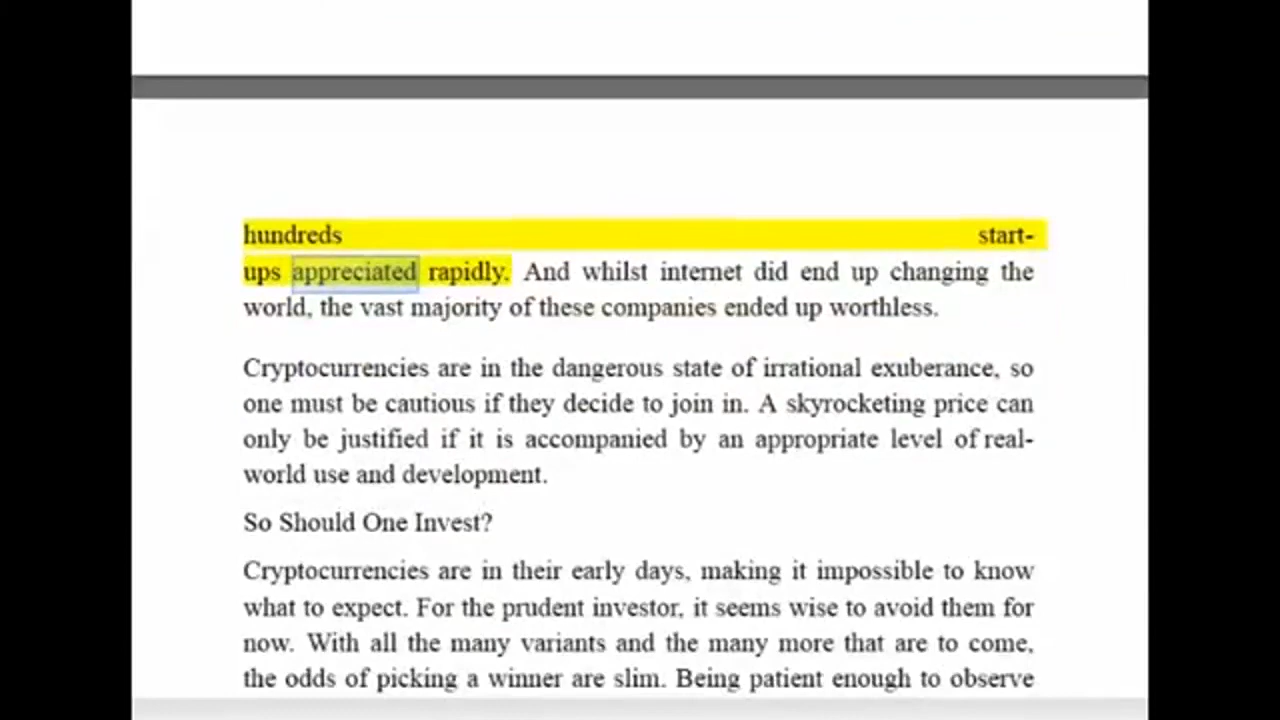 hundreds start-
ups appreciated rapidly. And whilst internet did end up changing the
world, the vast majority of these companies ended up worthless.
Cryptocurrencies are in the dangerous state of irrational exuberance, so
one must be cautious if they decide to join in. A skyrocketing price can
only be justified if it is accompanied by an appropriate level of real-
world use and development.
So Should One Invest?
Cryptocurrencies are in their early days, making it impossible to know
what to expect. For the prudent investor, it seems wise to avoid them for
now. With all the many variants and the many more that are to come,
the odds of picking a winner are slim. Being patient enough to observe